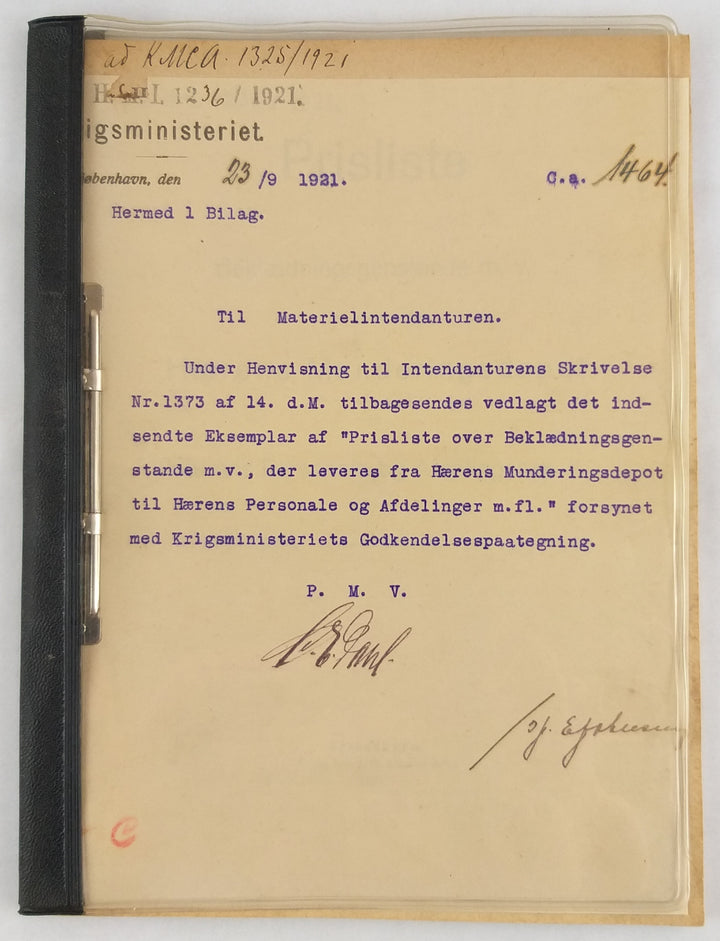 ad KMCA. 1325/1921
I. 1236/1921.
igsministeriet.
øbenhavn, den 23/9 1921. C.a. 1464.
Hermed 1 Bilag.
Til Materielintendanturen.
Under Henvisning til Intendanturens Skrivelse
Nr.1373 af 14. d.M. tilbagesendes vedlagt det ind-
sendte Eksemplar af "Prisliste over Beklædningsgen-
stande m.v., der leveres fra Hærens Munderingsdepot
til Hærens Personale og Afdelinger m.fl." forsynet
med Krigsministeriets Godkendelsespaategning.
P. M. V.